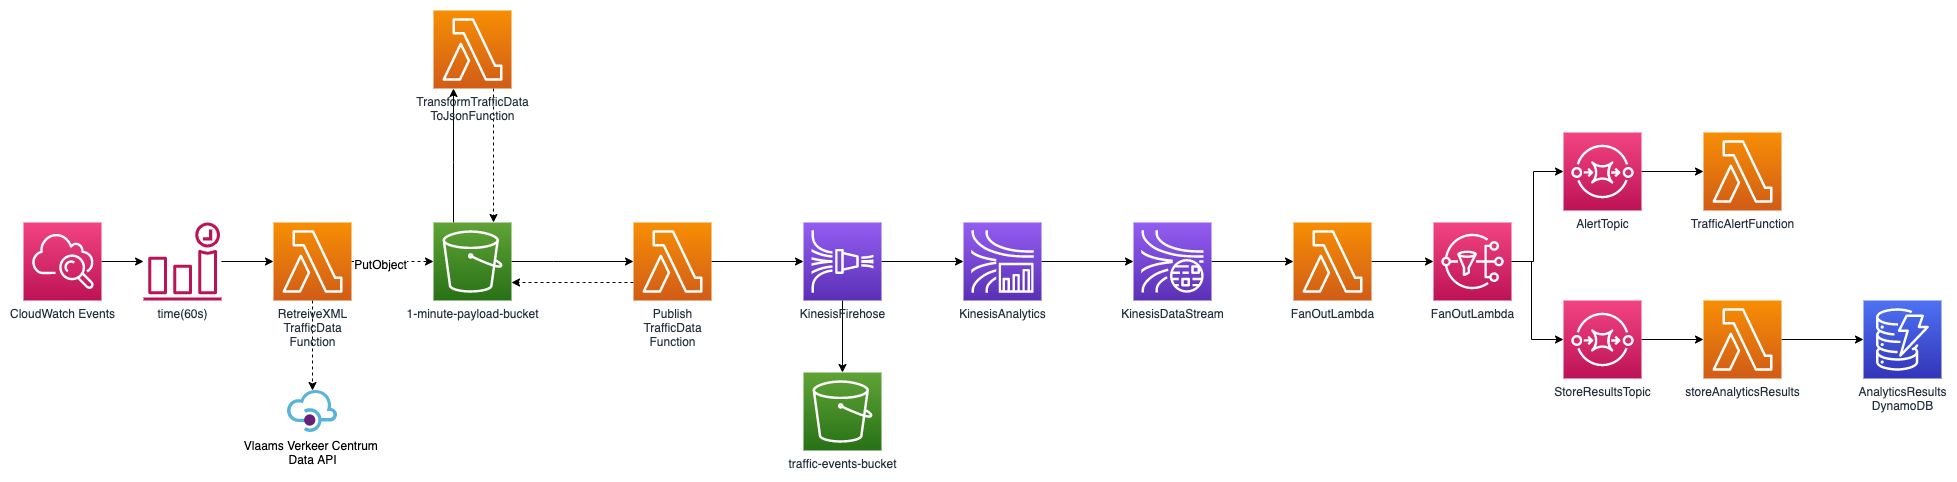 TransformTrafficData
ToJsonFunction
CloudWatch Events
time(60s)
RetreiveXML
TrafficData
Function
PutObject
1-minute-payload-bucket
Publish
TrafficData
Function
KinesisFirehose
KinesisAnalytics
KinesisDataStream
FanOutLambda
FanOutLambda
AlertTopic
TrafficAlertFunction
StoreResultsTopic
storeAnalyticsResults
AnalyticsResults
DynamoDB
Vlaams Verkeer Centrum
Data API
traffic-events-bucket